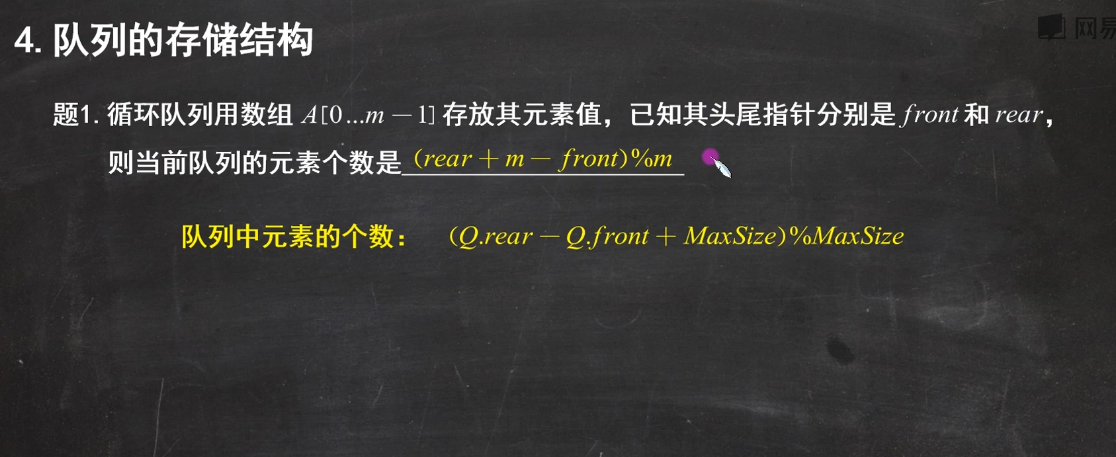 4. 队列的存储结构
网易
题1. 循环队列用数组 A[0...m－1] 存放其元素值，已知其头尾指针分别是 front 和 rear，
则当前队列的元素个数是 (rear＋m－front)%m
队列中元素的个数： (Q.rear－Q.front＋MaxSize)%MaxSize